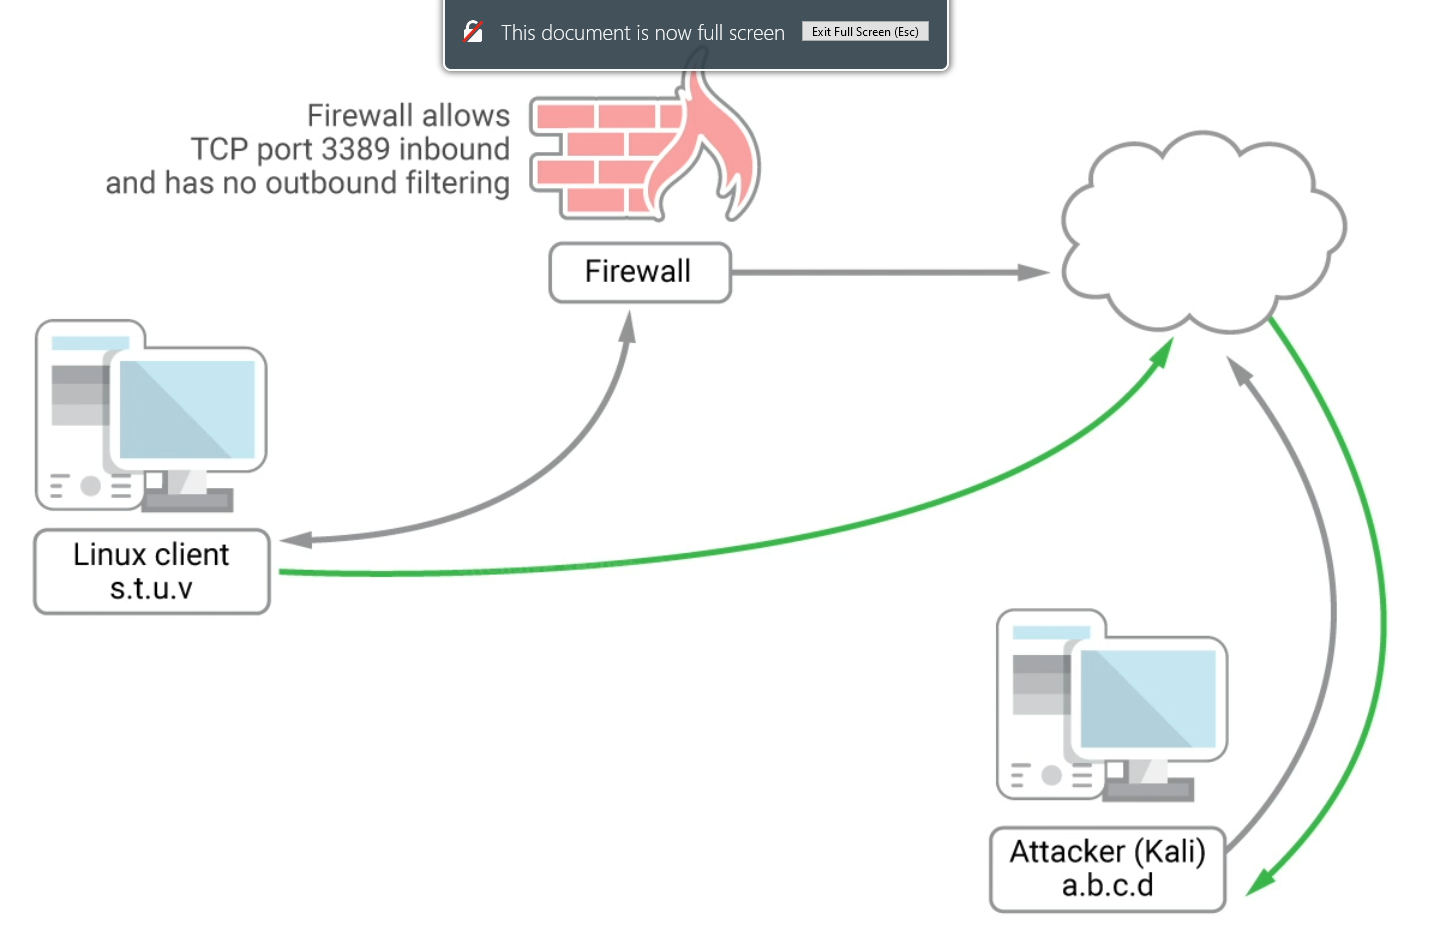 This document is now full screen
Exit Full Screen (Esc)
Firewall allows
TCP port 3389 inbound
and has no outbound filtering
Firewall
Linux client
s.t.u.v
Attacker (Kali)
a.b.c.d